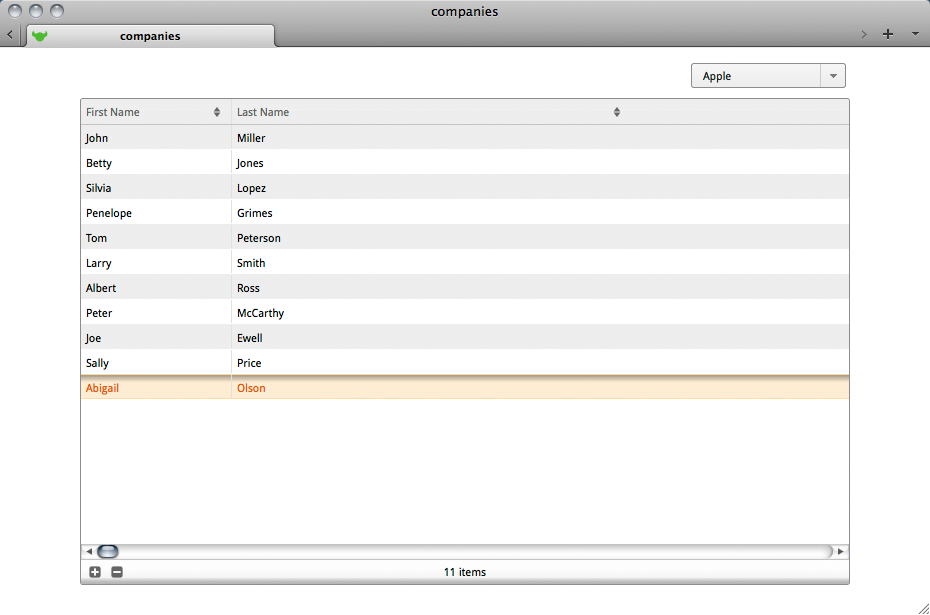 companies
companies
Apple
First Name Last Name
John Miller
Betty Jones
Silvia Lopez
Penelope Grimes
Tom Peterson
Larry Smith
Albert Ross
Peter McCarthy
Joe Ewell
Sally Price
Abigail Olson
11 items